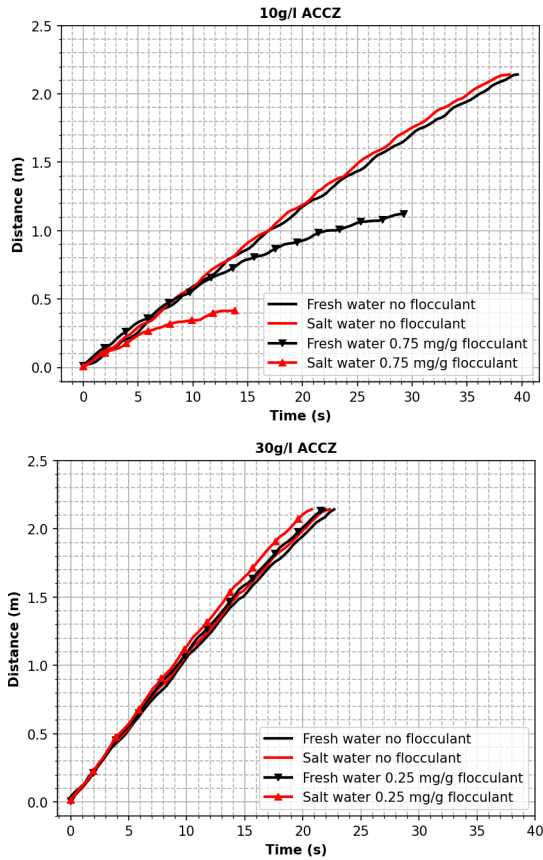 10g/l ACCZ
2.5
2.0
1.5
1.0
0.5
0.0
Distance (m)
Fresh water no flocculant
Salt water no flocculant
Fresh water 0.75 mg/g flocculant
Salt water 0.75 mg/g flocculant
0 5 10 15 20 25 30 35 40
Time (s)
30g/l ACCZ
2.5
2.0
1.5
1.0
0.5
0.0
Distance (m)
Fresh water no flocculant
Salt water no flocculant
Fresh water 0.25 mg/g flocculant
Salt water 0.25 mg/g flocculant
0 5 10 15 20 25 30 35 40
Time (s)